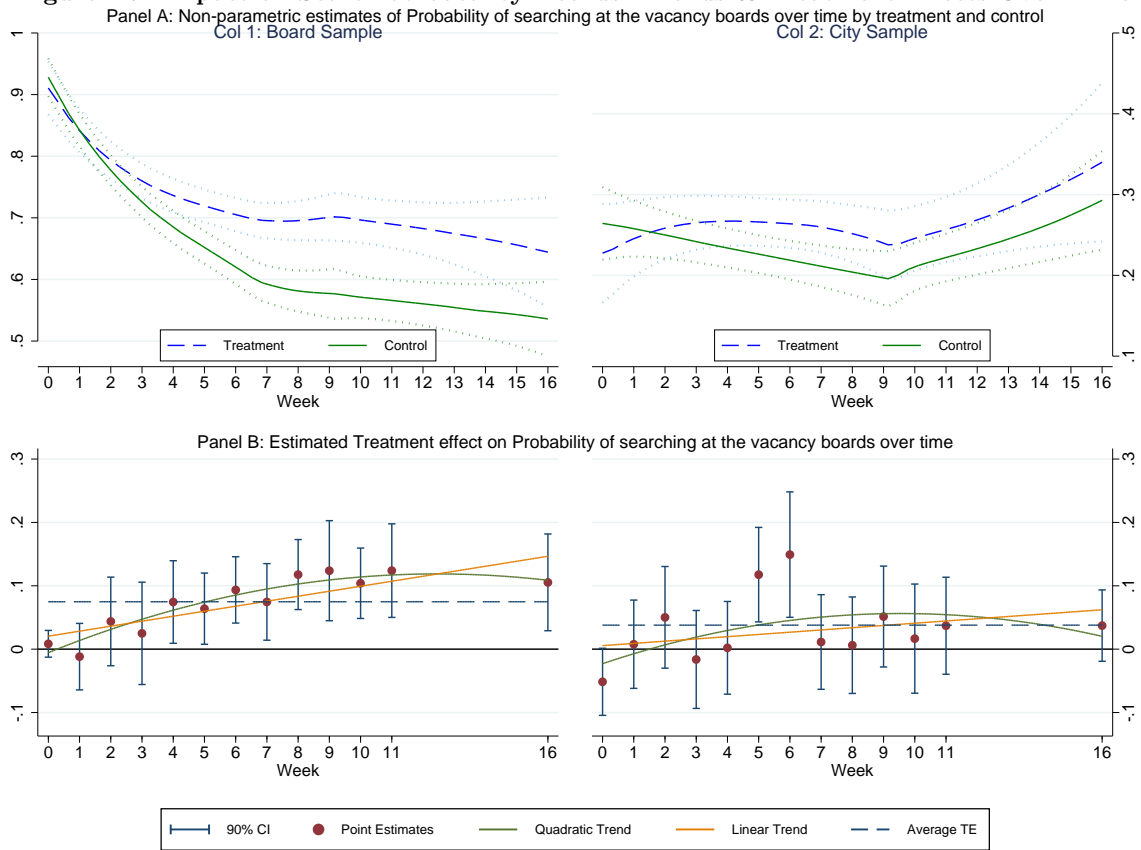 Panel A: Non-parametric estimates of Probability of searching at the vacancy boards over time by treatment and control
Col 1: Board Sample
Col 2: City Sample
1
.9
.8
.7
.6
.5
.5
.4
.3
.2
.1
Treatment
Control
Treatment
Control
0 1 2 3 4 5 6 7 8 9 10 11 12 13 14 15 16
Week
0 1 2 3 4 5 6 7 8 9 10 11 12 13 14 15 16
Week
Panel B: Estimated Treatment effect on Probability of searching at the vacancy boards over time
.3
.2
.1
0
-.1
.3
.2
.1
0
-.1
0 1 2 3 4 5 6 7 8 9 10 11 16
Week
0 1 2 3 4 5 6 7 8 9 10 11 16
Week
90% CI
Point Estimates
Quadratic Trend
Linear Trend
Average TE